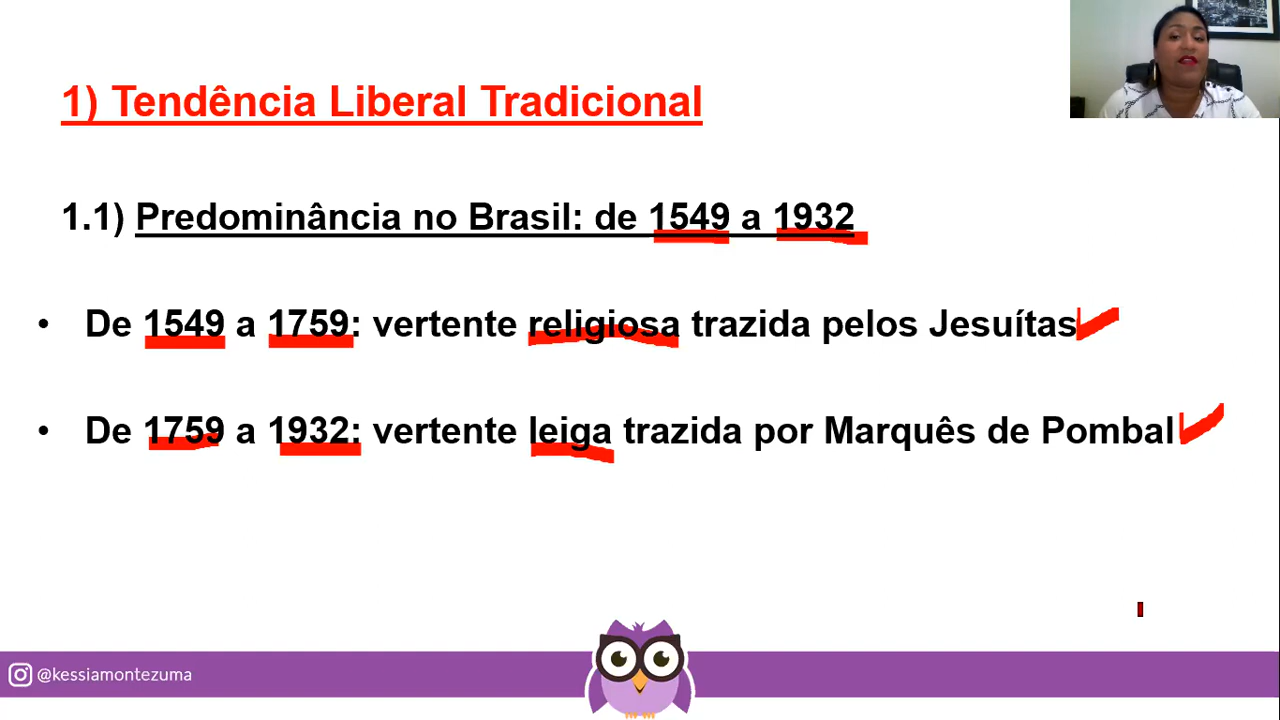 1) Tendência Liberal Tradicional
1.1) Predominância no Brasil: de 1549 a 1932
• De 1549 a 1759: vertente religiosa trazida pelos Jesuítas
• De 1759 a 1932: vertente leiga trazida por Marquês de Pombal
@kessiamontezuma